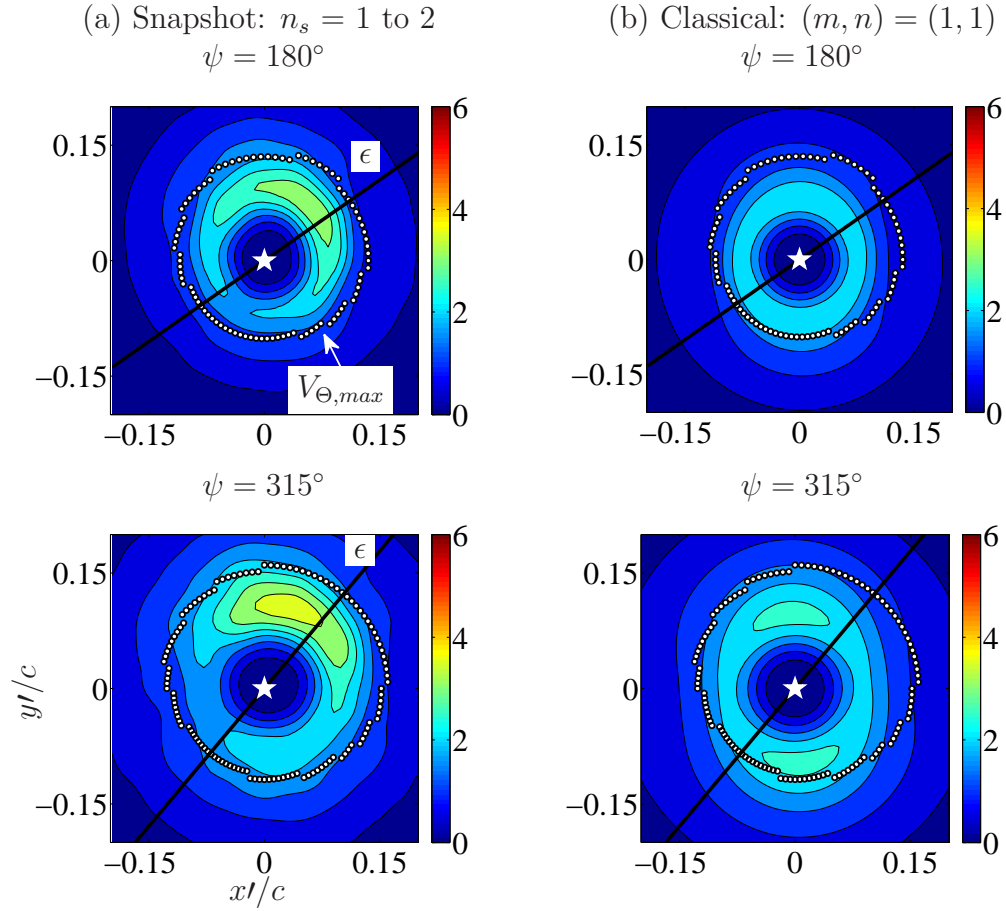 (a) Snapshot: n_s = 1 to 2
ψ = 180°
(b) Classical: (m, n) = (1, 1)
ψ = 180°
ϵ
V_{Θ,max}
0.15
0
−0.15
−0.15 0 0.15
6
4
2
0
0.15
0
−0.15
−0.15 0 0.15
6
4
2
0
ψ = 315°
ψ = 315°
ϵ
y′/c
0.15
0
−0.15
−0.15 0 0.15
x′/c
6
4
2
0
0.15
0
−0.15
−0.15 0 0.15
6
4
2
0